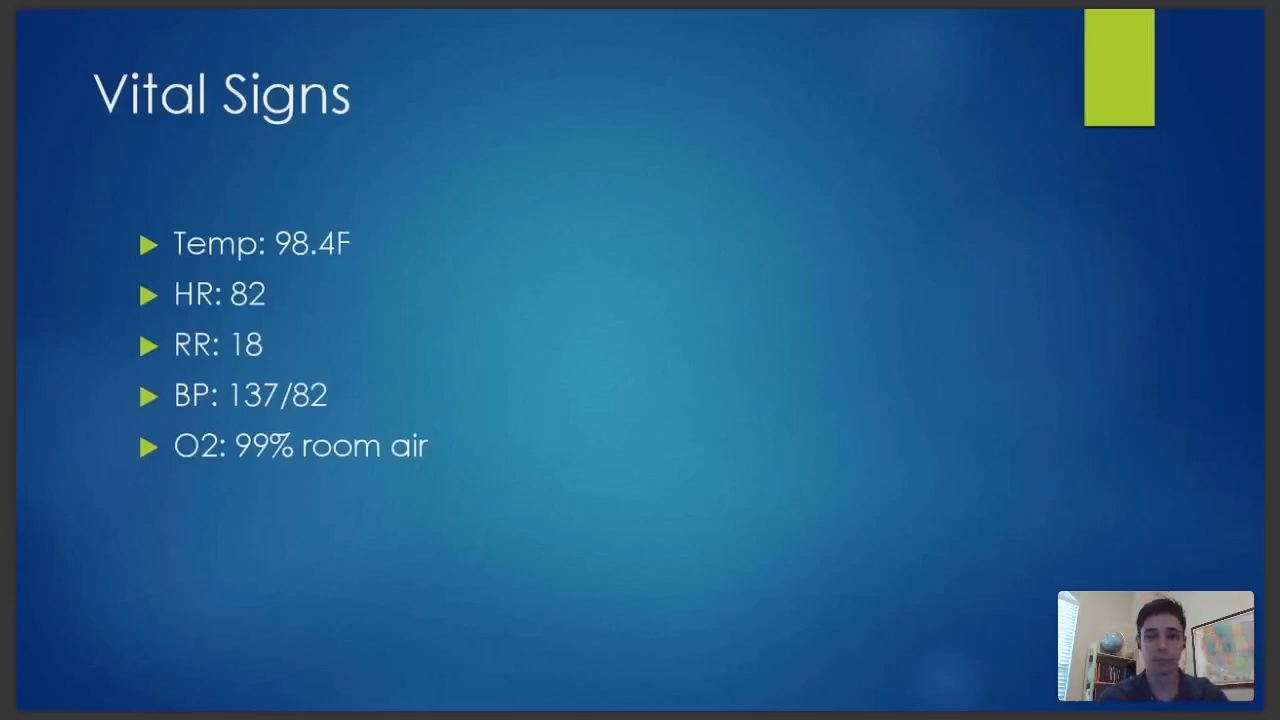 Vital Signs
Temp: 98.4F
HR: 82
RR: 18
BP: 137/82
O2: 99% room air